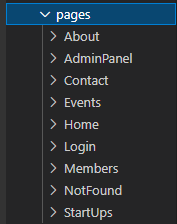 pages
About
AdminPanel
Contact
Events
Home
Login
Members
NotFound
StartUps